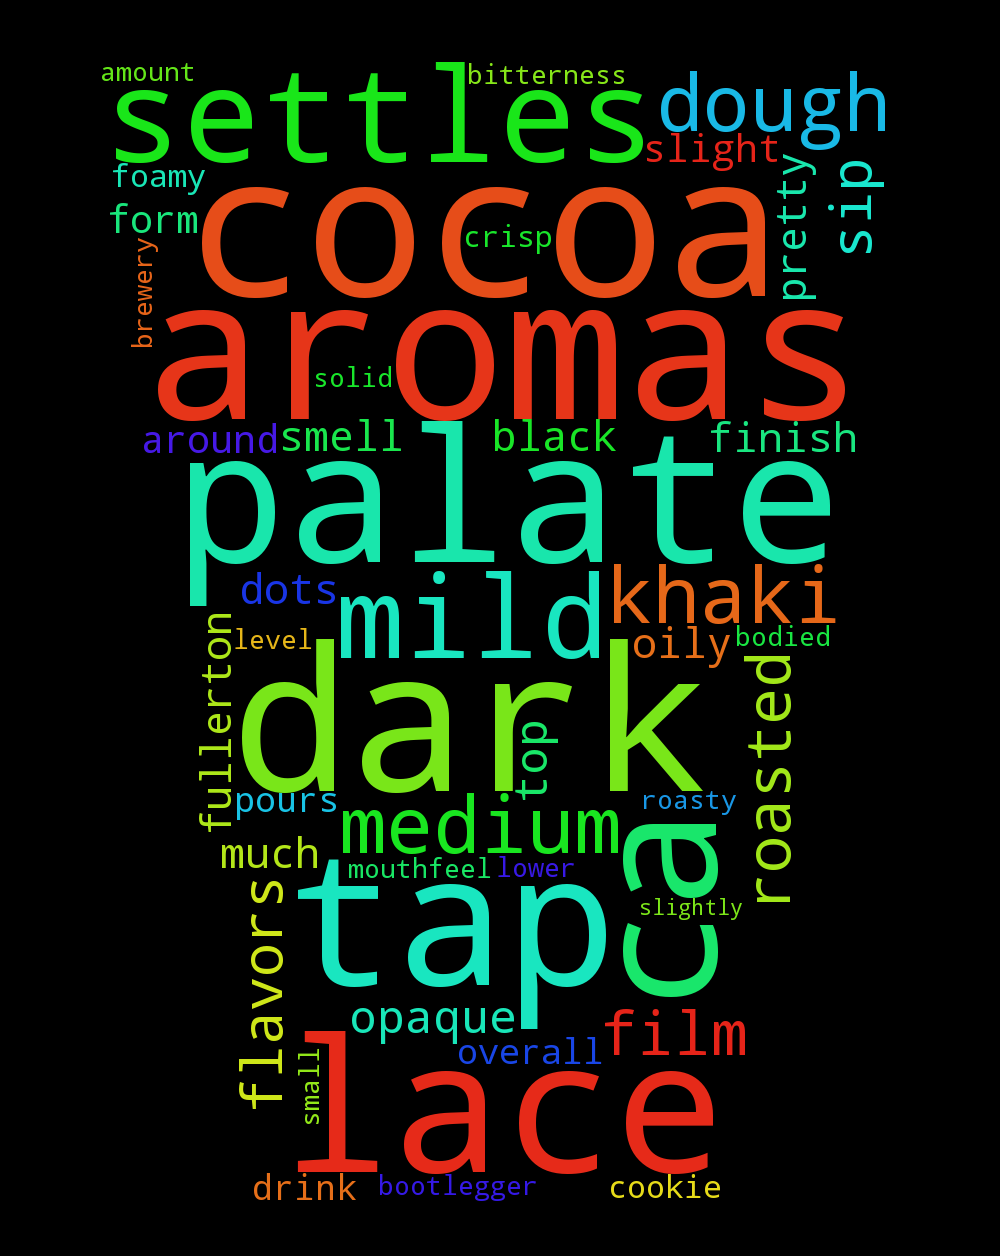 amount
bitterness
settles
dough
slight
foamy
form
cocoa
crisp
pretty
sip
brewery
aromas
solid
around
smell
black
finish
palate
dots
mild
khaki
level
oily
bodied
fullerton
dark
top
roasted
pours
medium
roasty
ca
much
mouthfeel
lower
tap
slightly
flavors
opaque
film
overall
small
lace
drink
bootlegger
cookie